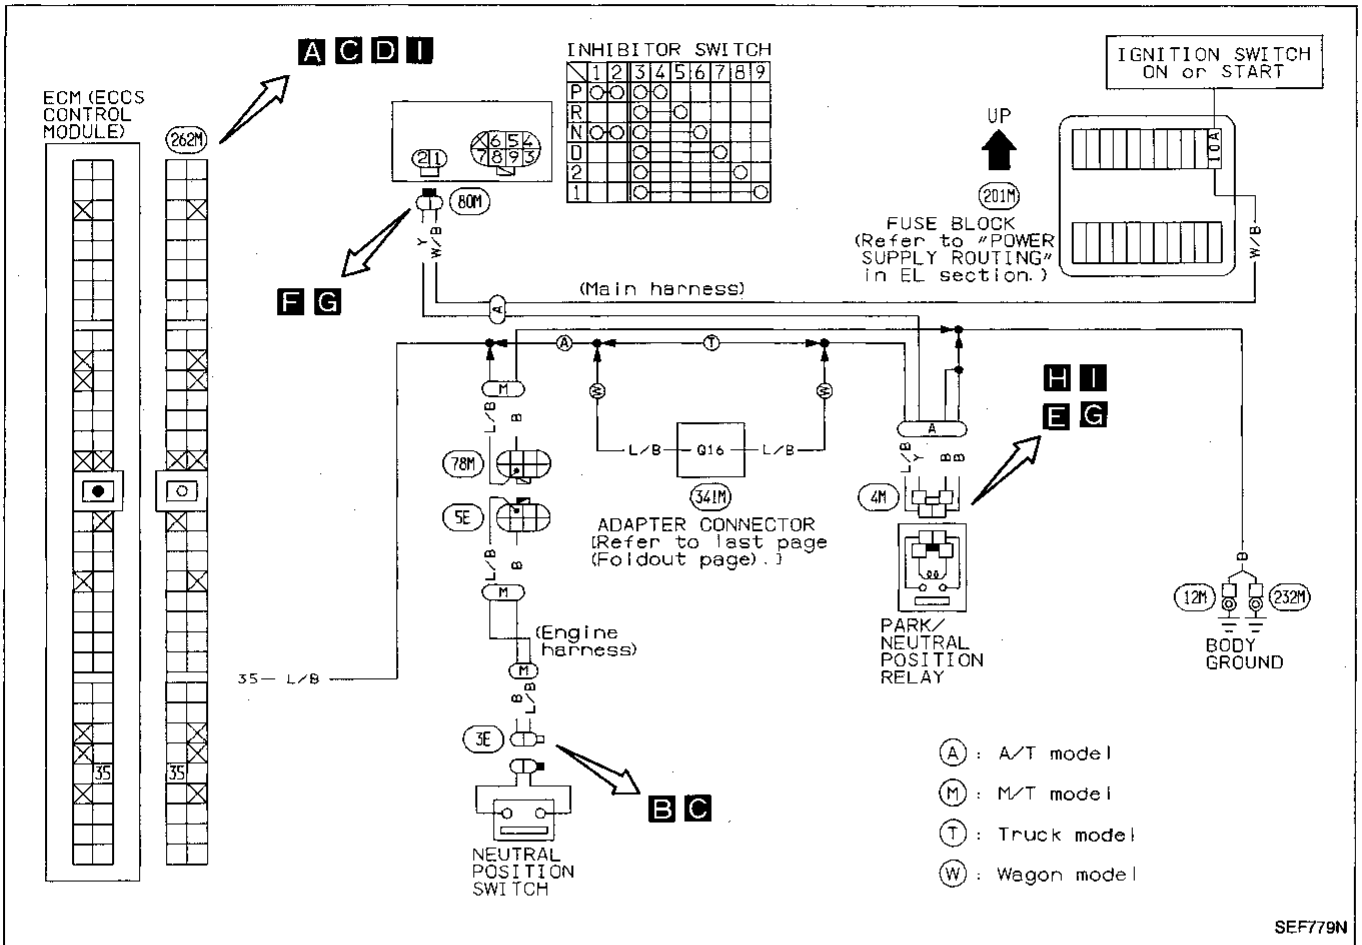 A C D I
ECM (ECCS
CONTROL
MODULE)
262M
INHIBITOR SWITCH
1 2 3 4 5 6 7 8 9
P
R
N
D
2
1
2 1
6 5 4
7 8 9 3
80M
Y
W/B
F G
UP
201M
FUSE BLOCK
(Refer to "POWER
SUPPLY ROUTING"
in EL section.)
IGNITION SWITCH
ON or START
10A
W/B
(Main harness)
A
A
T
M
W
W
L/B
B
L/B
G16
L/B
341M
ADAPTER CONNECTOR
[Refer to last page
(Foldout page).]
78M
5E
L/B
B
M
(Engine
harness)
M
B
L/B
3E
B C
NEUTRAL
POSITION
SWITCH
35
L/B
35
35
H I
E G
A
L/B
Y
B
B
4M
PARK/
NEUTRAL
POSITION
RELAY
B
12M
232M
BODY
GROUND
A : A/T model
M : M/T model
T : Truck model
W : Wagon model
SEF779N